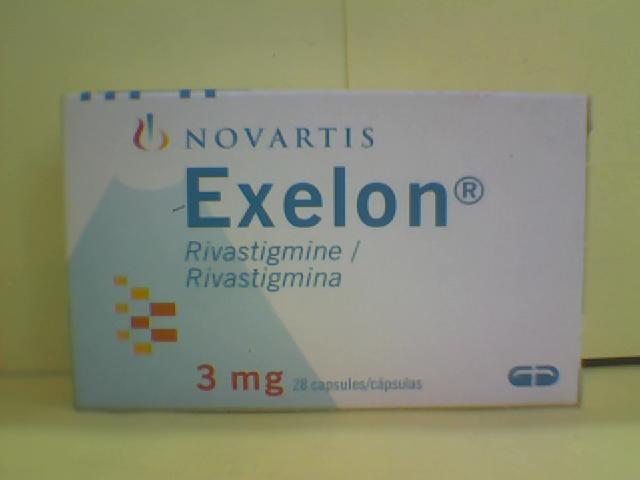 NOVARTIS
Exelon®
Rivastigmine /
Rivastigmina
3 mg 28 capsules/cápsulas